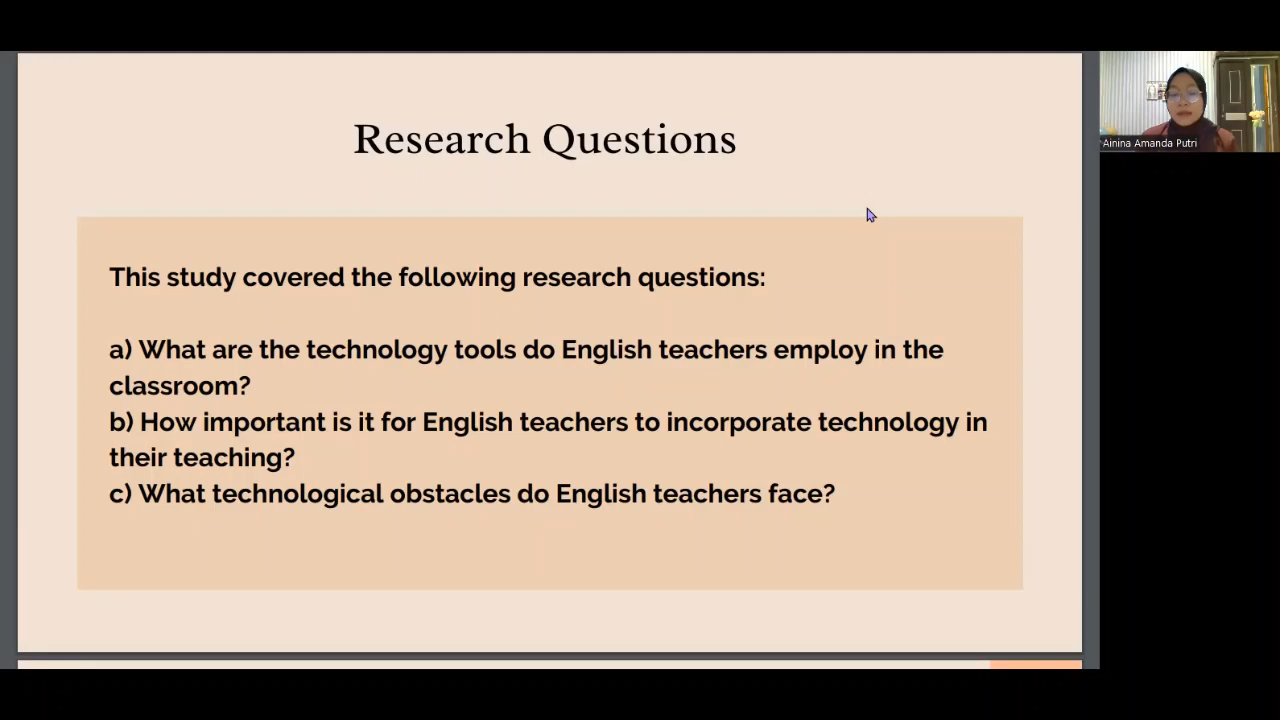 Research Questions
Ainina Amanda Putri
This study covered the following research questions:
a) What are the technology tools do English teachers employ in the
classroom?
b) How important is it for English teachers to incorporate technology in
their teaching?
c) What technological obstacles do English teachers face?